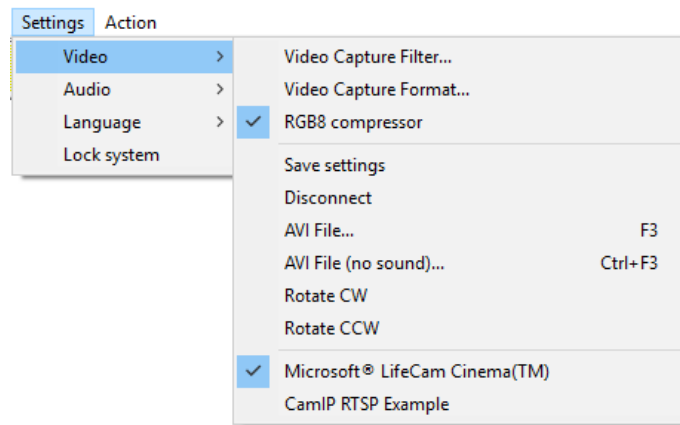 Settings Action
Video
Audio
Language
Lock system
Video Capture Filter...
Video Capture Format...
RGB8 compressor
Save settings
Disconnect
AVI File... F3
AVI File (no sound)... Ctrl+F3
Rotate CW
Rotate CCW
Microsoft® LifeCam Cinema(TM)
CamIP RTSP Example